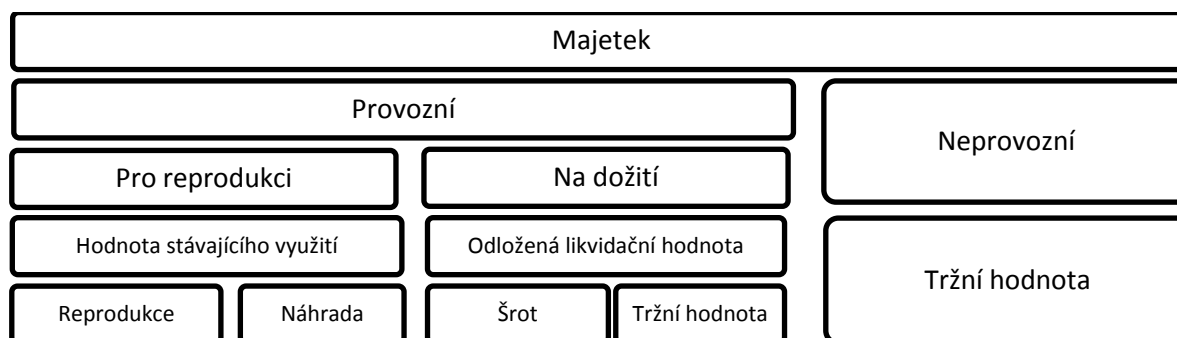 Majetek
Provozní
Neprovozní
Pro reprodukci
Na dožití
Hodnota stávajícího využití
Odložená likvidační hodnota
Tržní hodnota
Reprodukce
Náhrada
Šrot
Tržní hodnota